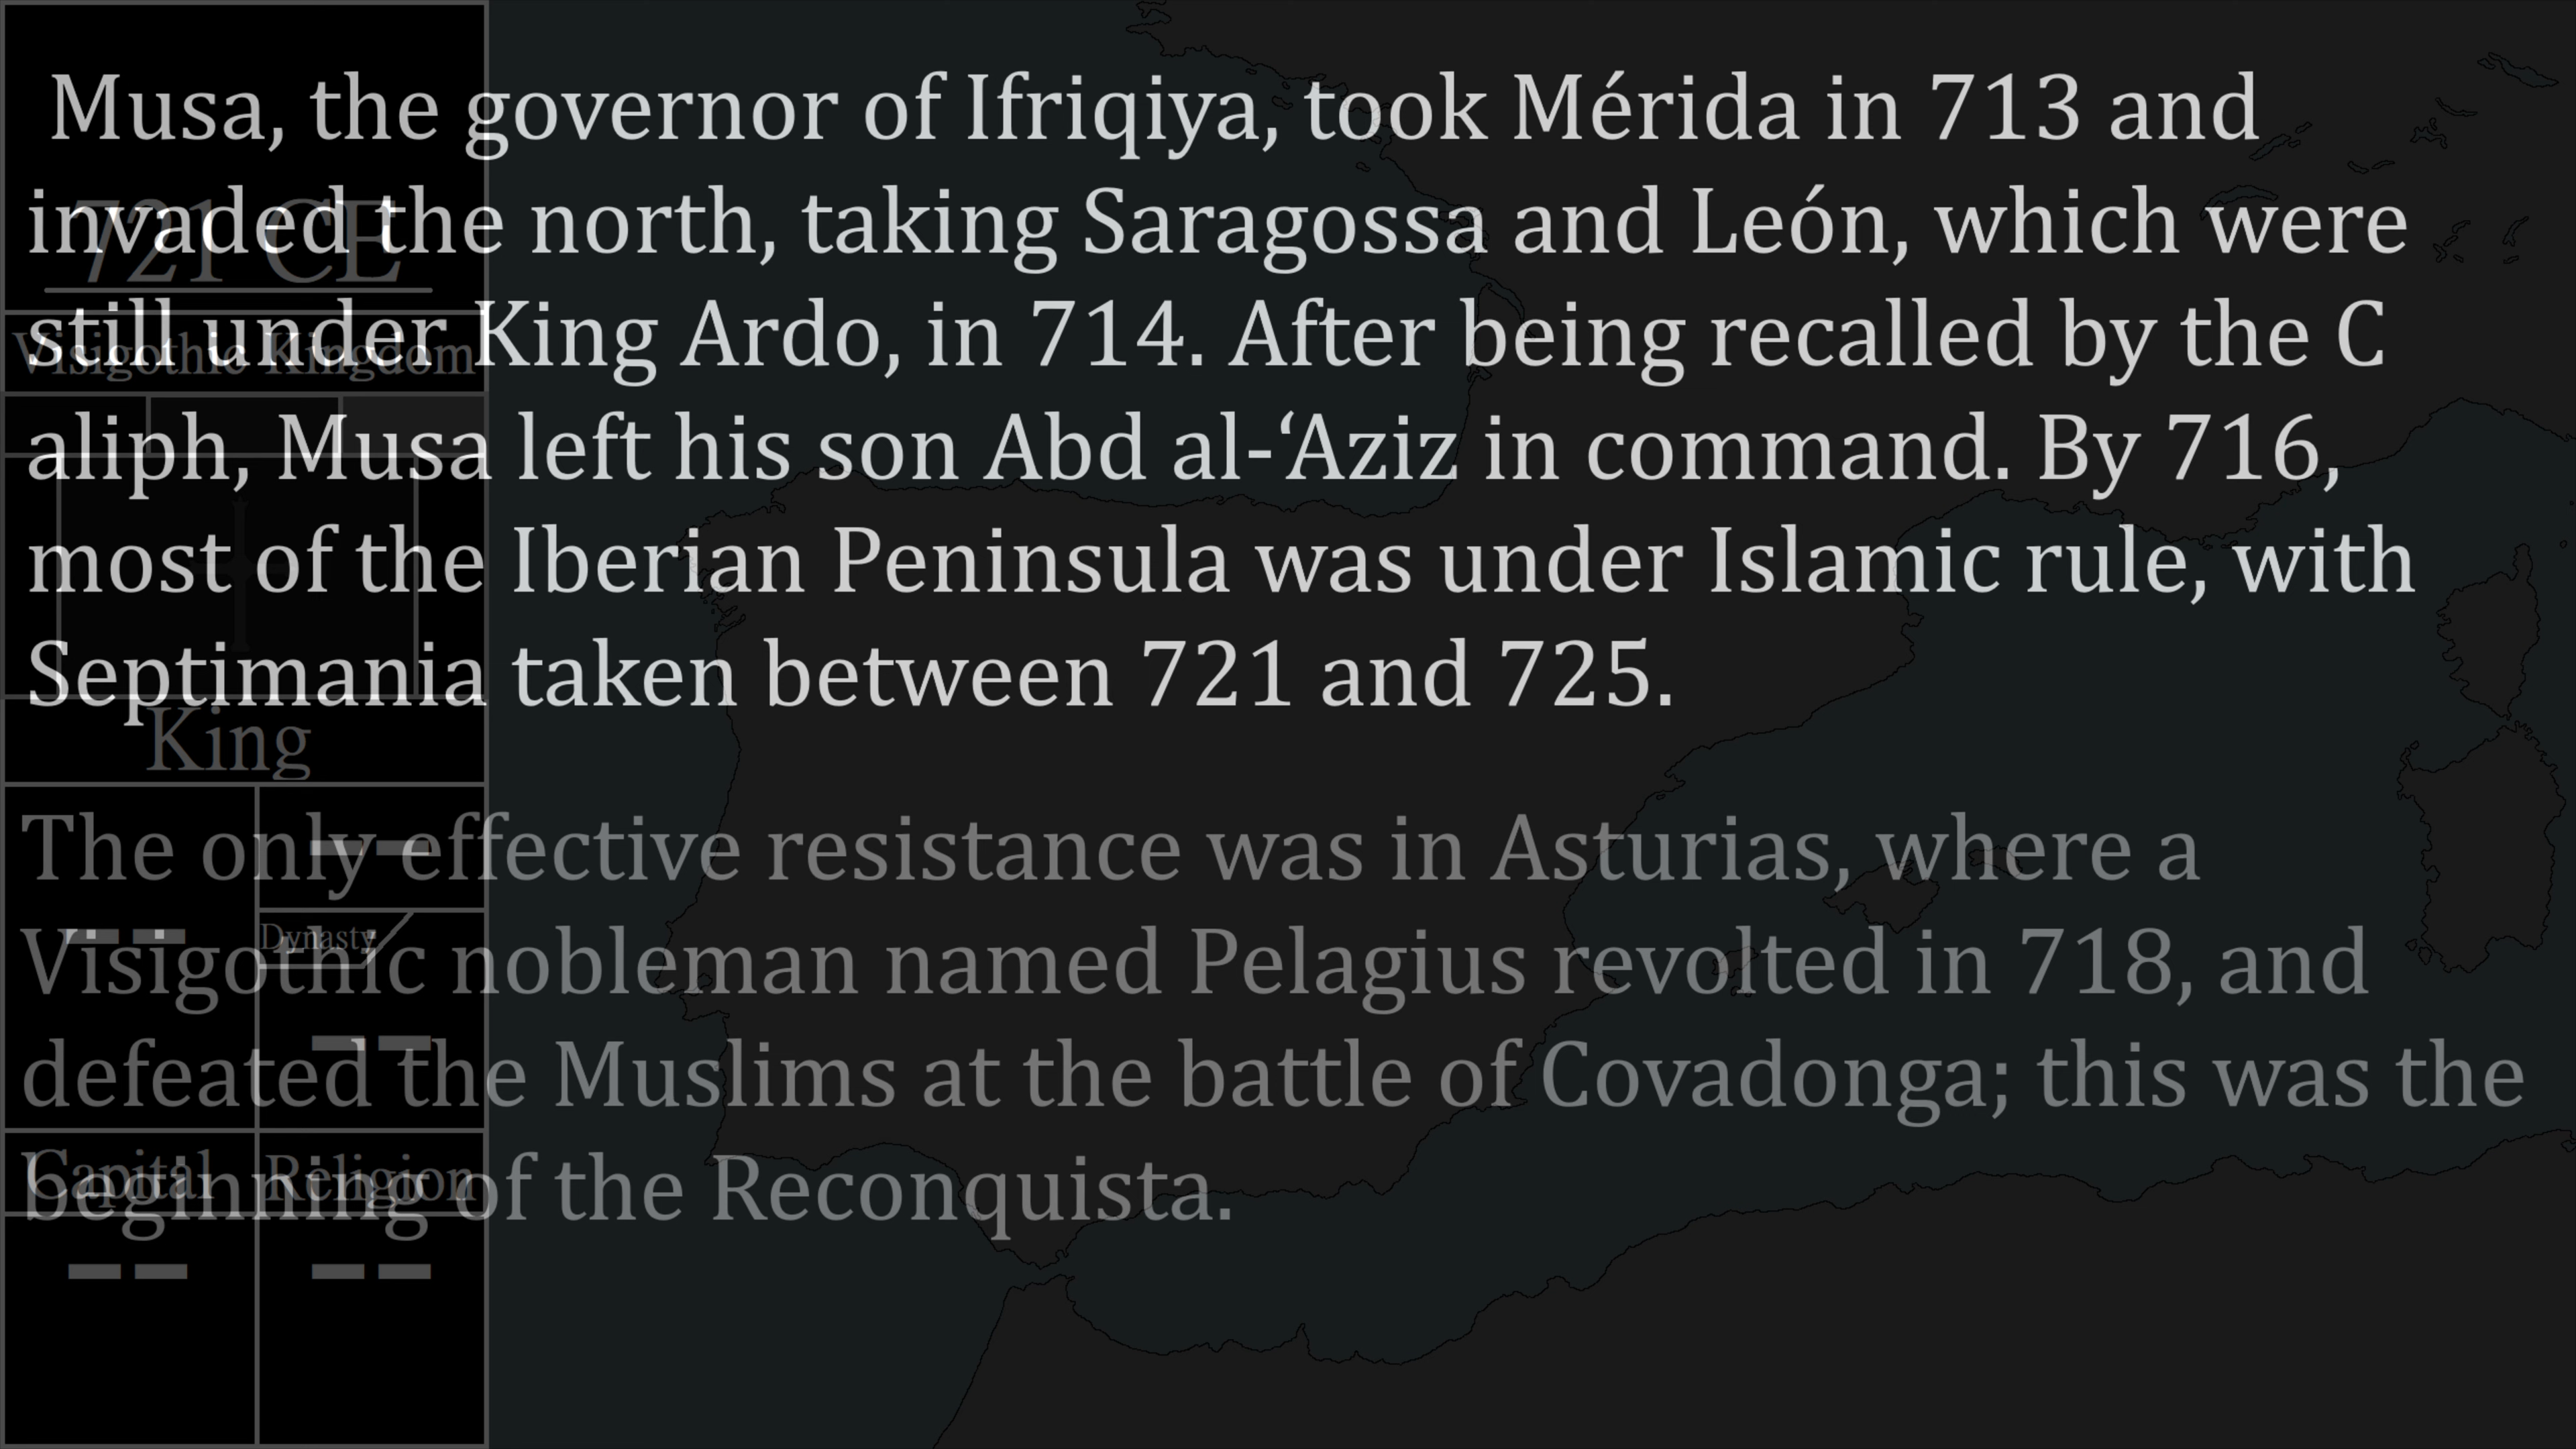 Musa, the governor of Ifriqiya, took Mérida in 713 and
invaded the north, taking Saragossa and León, which were
still under King Ardo, in 714. After being recalled by the C
aliph, Musa left his son Abd al-‘Aziz in command. By 716,
most of the Iberian Peninsula was under Islamic rule, with
Septimania taken between 721 and 725.
The only effective resistance was in Asturias, where a
Visigothic nobleman named Pelagius revolted in 718, and
defeated the Muslims at the battle of Covadonga; this was the
beginning of the Reconquista.
721 CE
Visigothic Kingdom
King
-- --
Dynasty
--
Capital
Religion
--
--